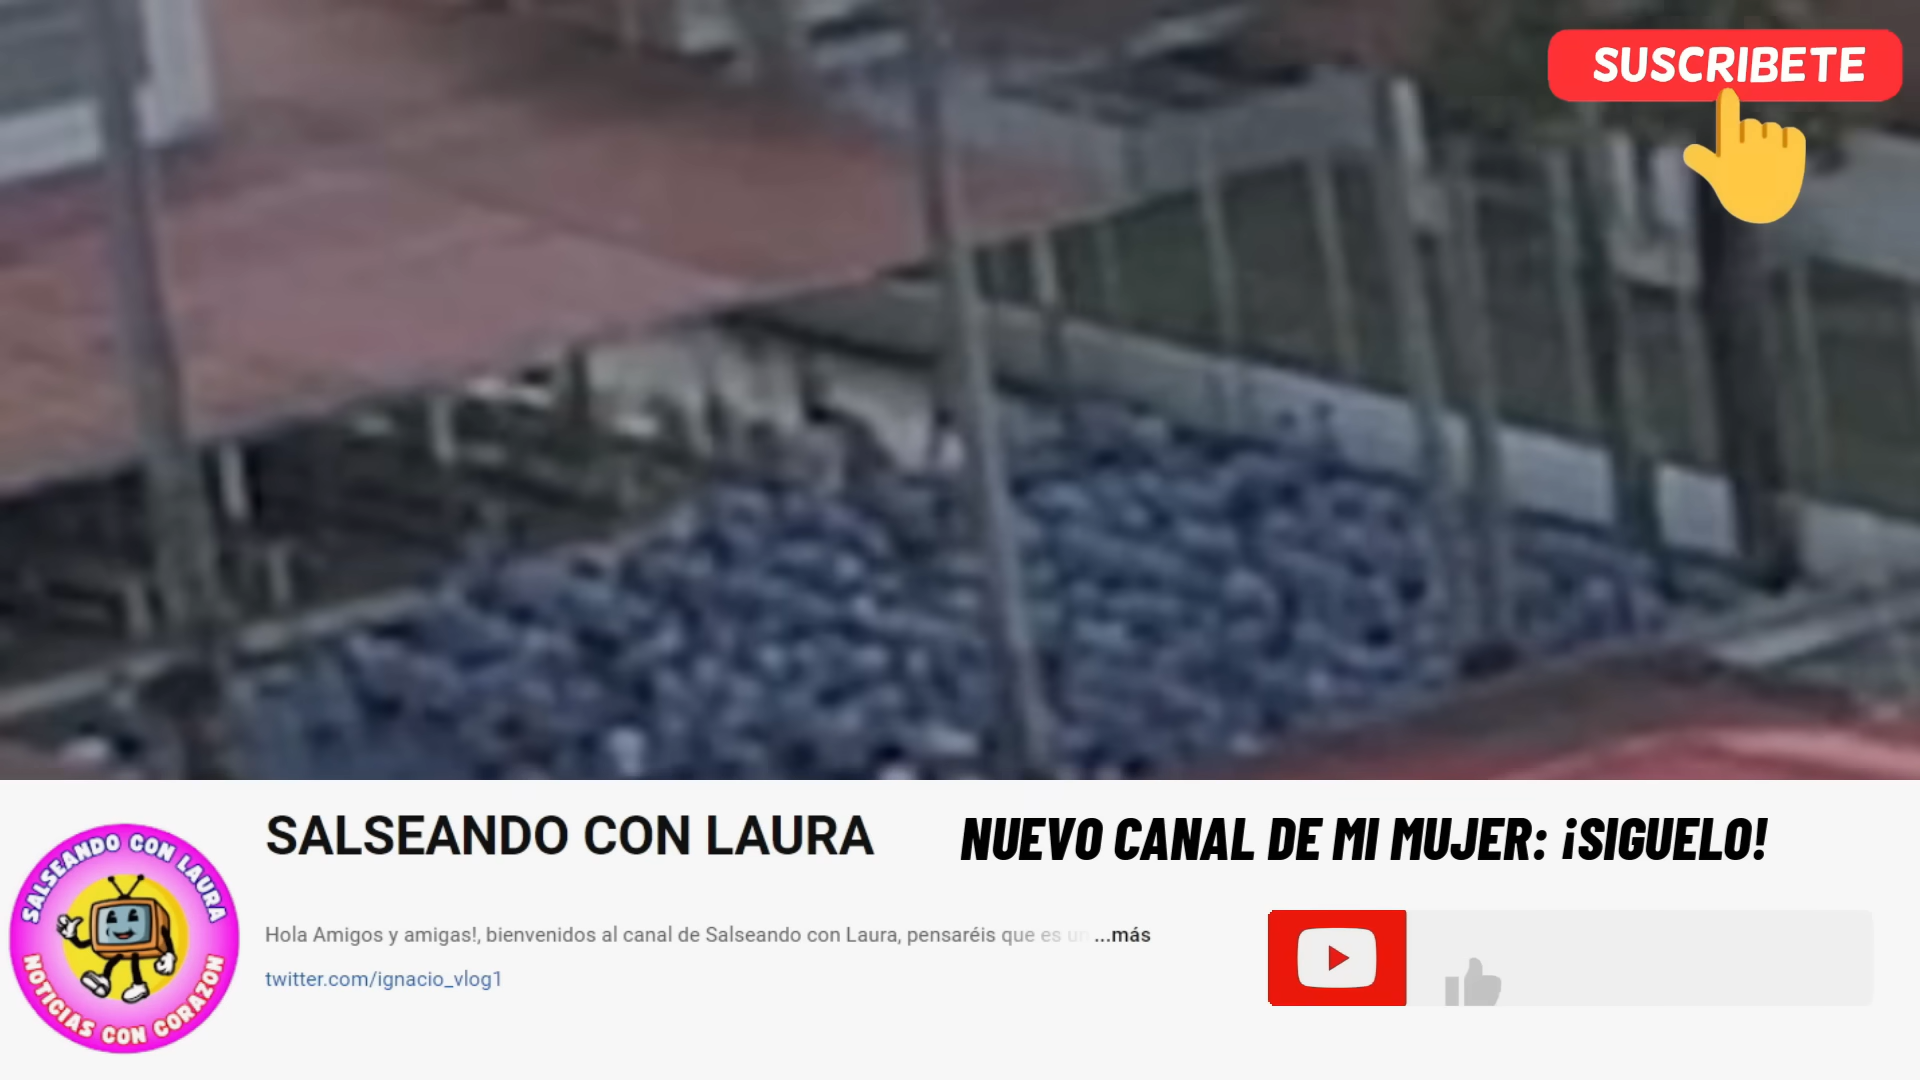 SUSCRIBETE
SALSEANDO CON LAURA
NUEVO CANAL DE MI MUJER: ¡SIGUELO!
Hola Amigos y amigas!, bienvenidos al canal de Salseando con Laura, pensaréis que es un ...más
twitter.com/ignacio_vlog1
SALSEANDO CON LAURA
NOTICIAS CON CORAZON